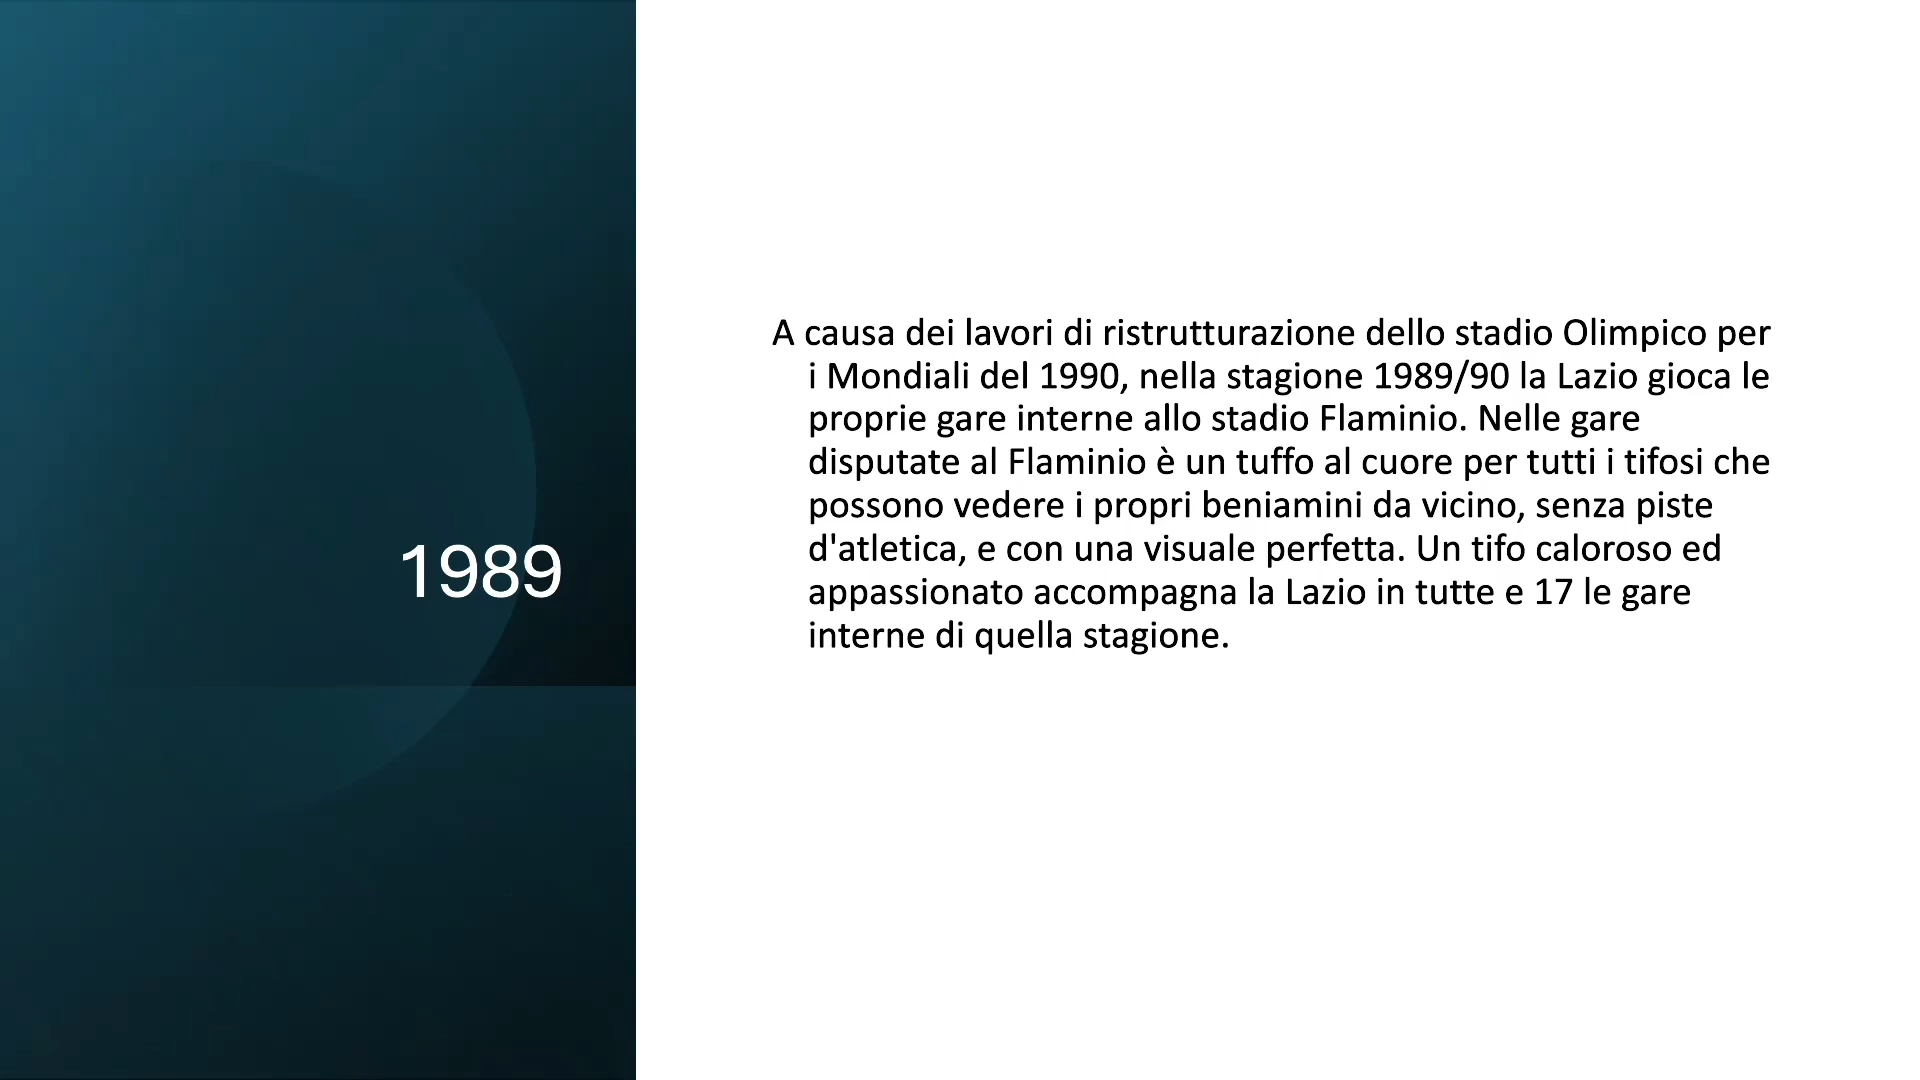 1989
A causa dei lavori di ristrutturazione dello stadio Olimpico per
i Mondiali del 1990, nella stagione 1989/90 la Lazio gioca le
proprie gare interne allo stadio Flaminio. Nelle gare
disputate al Flaminio è un tuffo al cuore per tutti i tifosi che
possono vedere i propri beniamini da vicino, senza piste
d'atletica, e con una visuale perfetta. Un tifo caloroso ed
appassionato accompagna la Lazio in tutte e 17 le gare
interne di quella stagione.